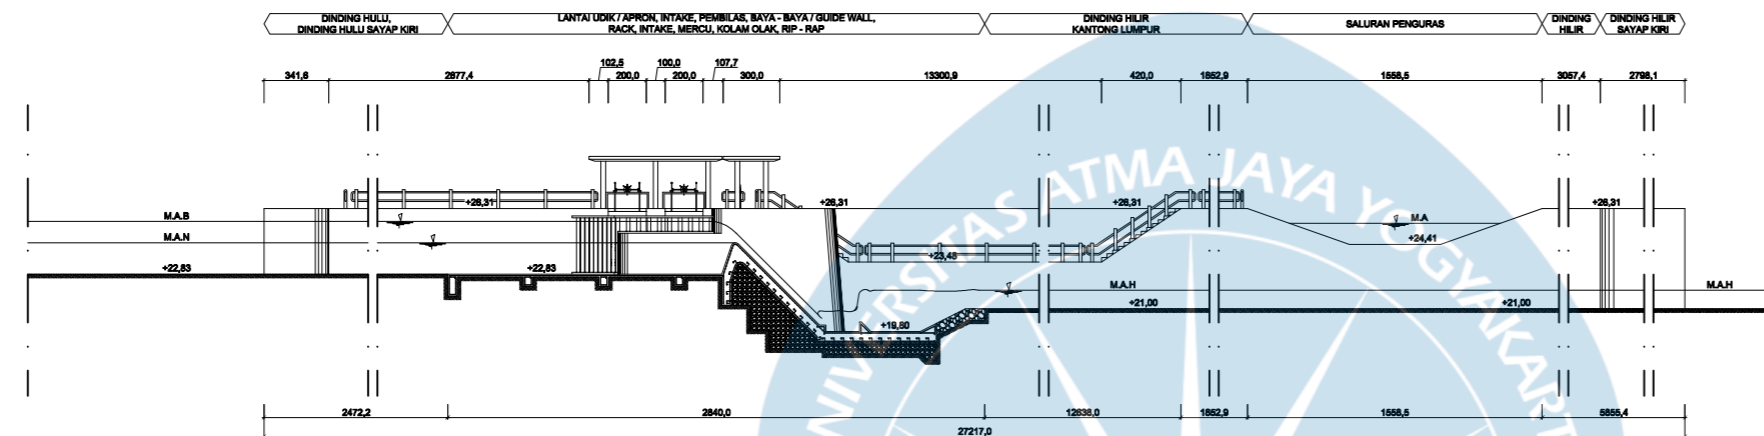 DINDING HULU,
DINDING HULU SAYAP KIRI
LANTAI UDIK / APRON, INTAKE, PEMBILAS, BAYA - BAYA / GUIDE WALL,
RACK, INTAKE, MERCU, KOLAM OLAK, RIP - RAP
DINDING HILIR
KANTONG LUMPUR
SALURAN PENGURAS
DINDING
HILIR
DINDING HILIR
SAYAP KIRI
102,5 100,0 107,7
341,6 2877,4 200,0 200,0 300,0 13300,9 420,0 1852,9 1558,5 3057,4 2798,1
+26,31 +26,31 +26,31 +26,31
M.A.B M.A
M.A.N +24,41
+23,48
+22,83 +22,83
M.A.H M.A.H
+21,00 +21,00
+19,80
2472,2 2840,0 12638,0 1852,9 1558,5 5855,4
27217,0
UNIVERSITAS ATMA JAYA YOGYAKARTA